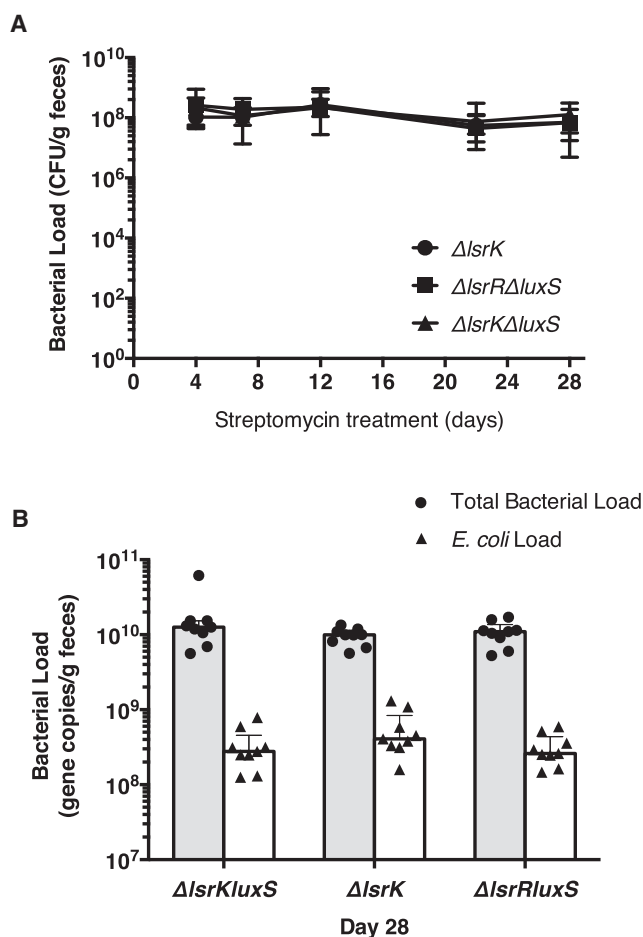 A
Bacterial Load (CFU/g feces)
10^10
10^8
10^6
10^4
10^2
10^0
ΔlsrK
ΔlsrRΔluxS
ΔlsrKΔluxS
0 4 8 12 16 20 24 28
Streptomycin treatment (days)
B
Total Bacterial Load
E. coli Load
Bacterial Load
(gene copies/g feces)
10^11
10^10
10^9
10^8
10^7
ΔlsrKluxS ΔlsrK ΔlsrRluxS
Day 28